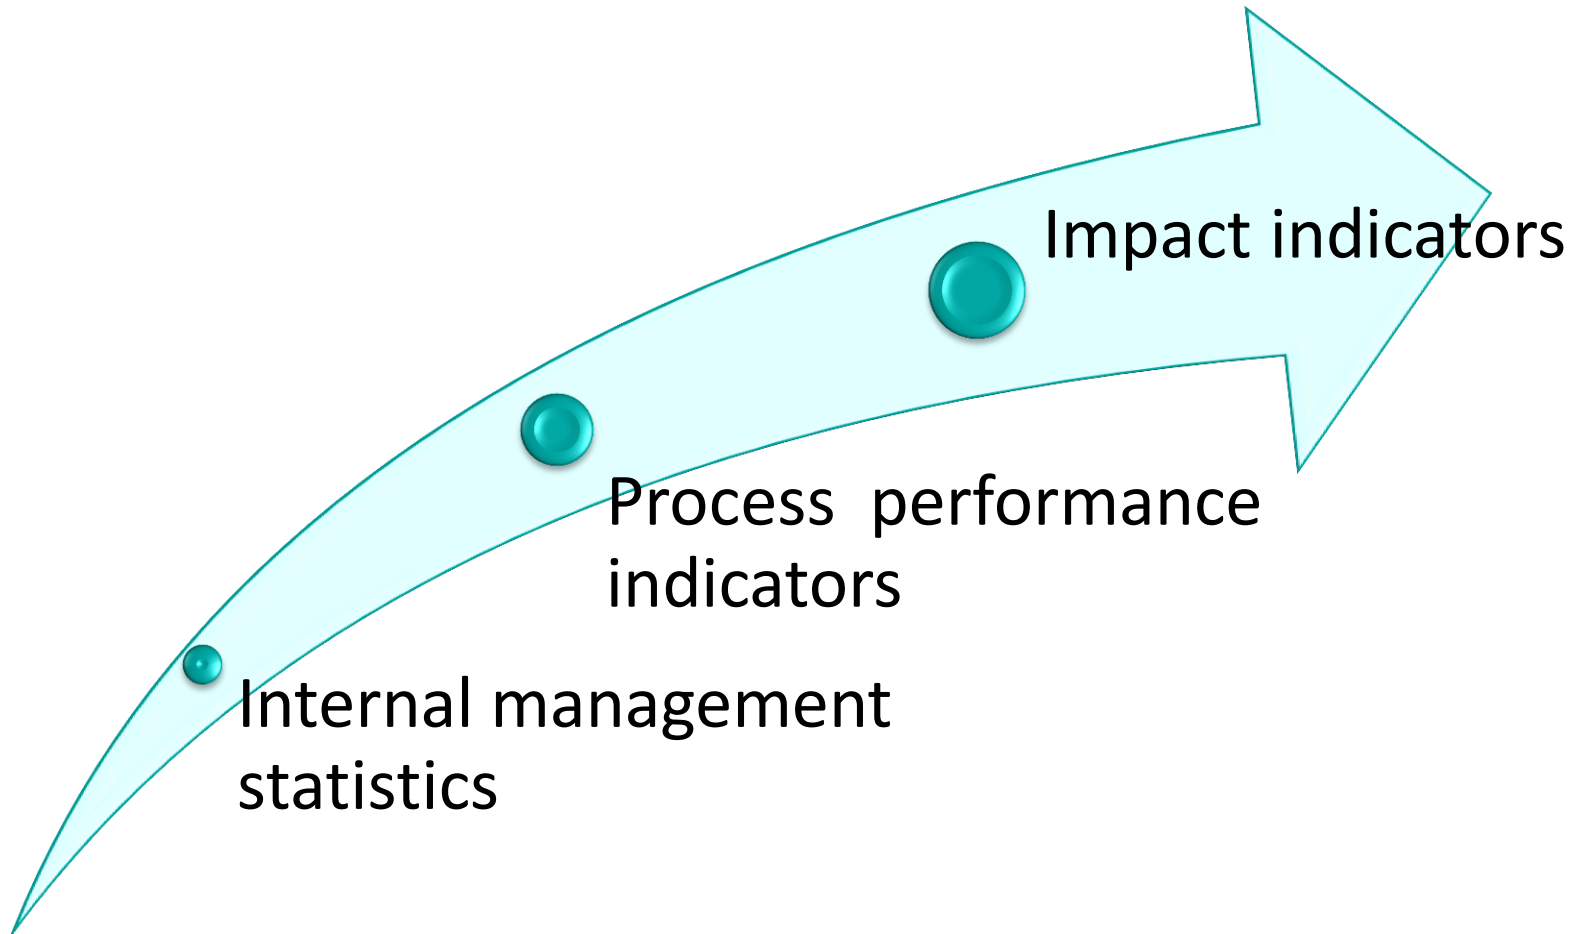 Impact indicators
Process  performance
indicators
Internal management
statistics